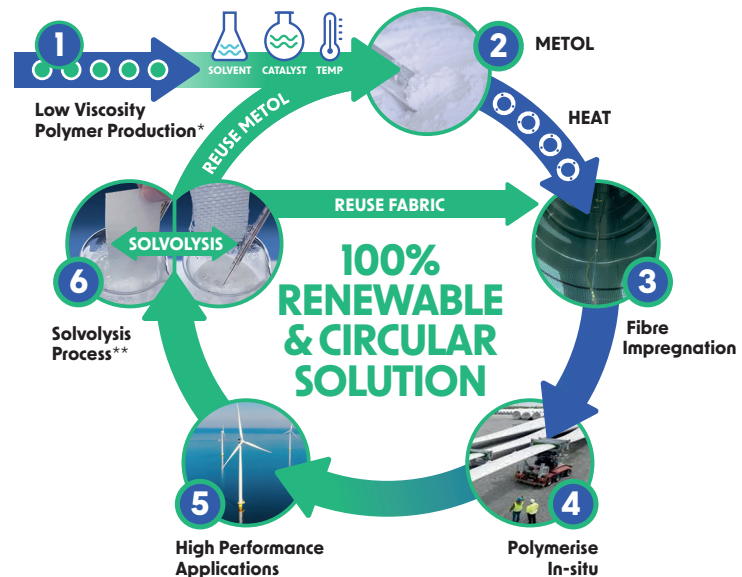 1
SOLVENT
CATALYST
TEMP
2
METOL
Low Viscosity
Polymer Production*
REUSE METOL
HEAT
REUSE FABRIC
SOLVOLYSIS
6
3
Solvolysis
Process**
Fibre
Impregnation
100%
RENEWABLE
& CIRCULAR
SOLUTION
5
4
High Performance
Applications
Polymerise
In-situ